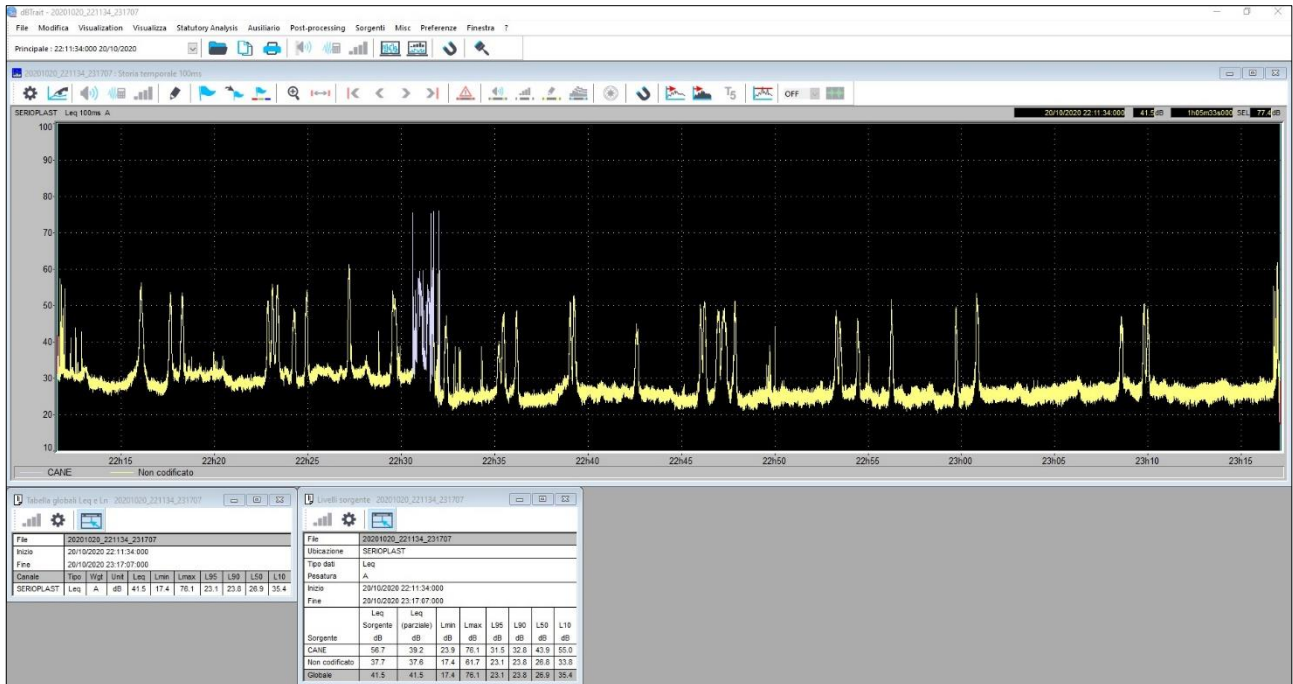 dBTrait - 20201020_221134_231707
File Modifica Visualization Visualizza Statutory Analysis Ausiliario Post-processing Sorgenti Misc Preferenze Finestra ?
Principale : 22:11:34:000 20/10/2020
20201020_221134_231707 : Storia temporale 100ms
T5 OFF
SERIOPLAST Leq 100ms A 20/10/2020 22:11:34:000 41.5 dB 1h05m33s000 SEL 77.4 dB
100
90
80
70
60
50
40
30
20
10
22h15 22h20 22h25 22h30 22h35 22h40 22h45 22h50 22h55 23h00 23h05 23h10 23h15
CANE Non codificato
Tabella globali Leq e Ln 20201020_221134_231707
File 20201020_221134_231707
Inizio 20/10/2020 22:11:34:000
Fine 20/10/2020 23:17:07:000
Canale Tipo Wgt Unit Leq Lmin Lmax L95 L90 L50 L10
SERIOPLAST Leq A dB 41.5 17.4 76.1 23.1 23.8 26.9 35.4
Livelli sorgente 20201020_221134_231707
File 20201020_221134_231707
Ubicazione SERIOPLAST
Tipo dati Leq
Pesatura A
Inizio 20/10/2020 22:11:34:000
Fine 20/10/2020 23:17:07:000
Leq Leq
Sorgente (parziale) Lmin Lmax L95 L90 L50 L10
Sorgente dB dB dB dB dB dB dB dB
CANE 56.7 39.2 23.9 76.1 31.5 32.8 43.9 55.0
Non codificato 37.7 37.6 17.4 61.7 23.1 23.8 26.8 33.8
Globale 41.5 41.5 17.4 76.1 23.1 23.8 26.9 35.4